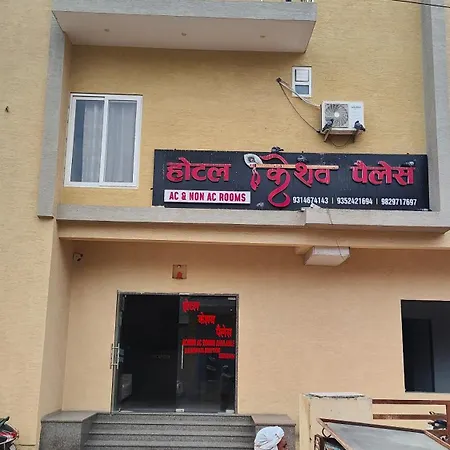 होटल केशव पैलेस
AC & NON AC ROOMS
9314674143 | 9352421694 | 9829717697
होटल
केशव
पैलेस